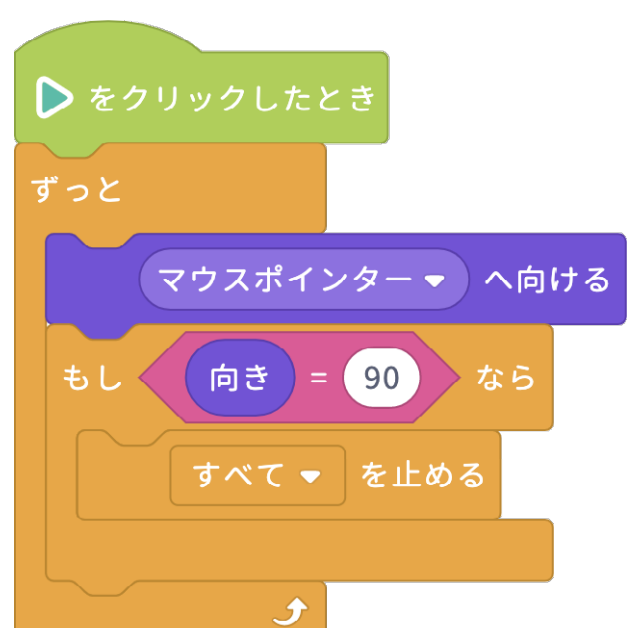 をクリックしたとき
ずっと
マウスポインター へ向ける
もし 向き = 90 なら
すべて を止める